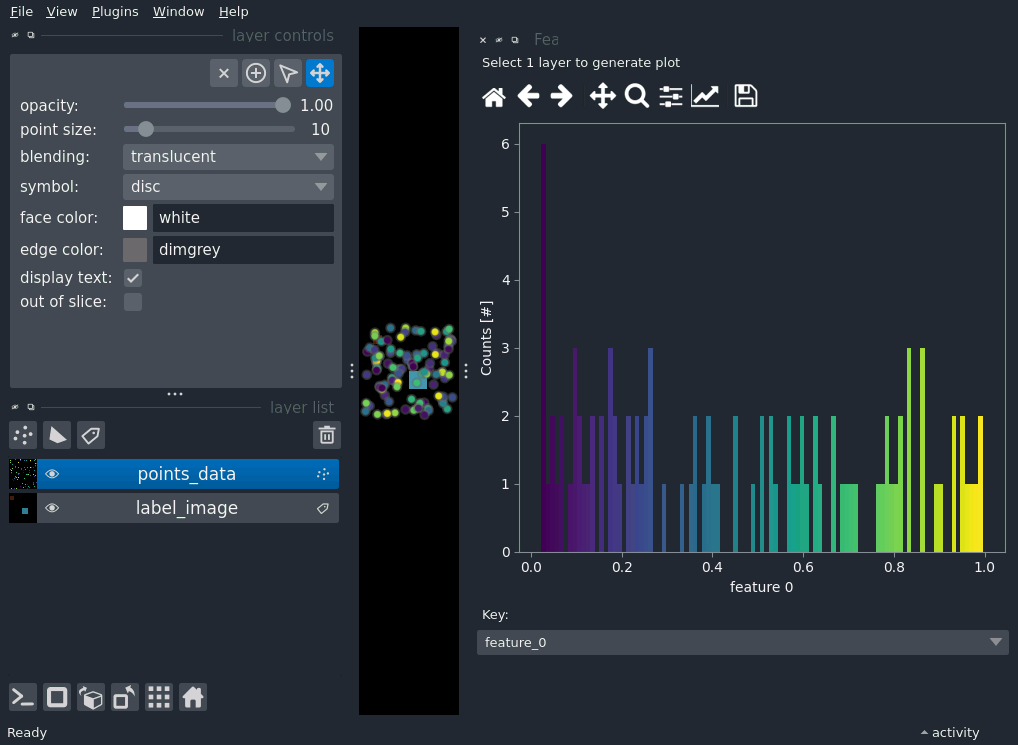 File View Plugins Window Help
layer controls
opacity: 1.00
point size: 10
blending: translucent
symbol: disc
face color: white
edge color: dimgrey
display text:
out of slice:
layer list
points_data
label_image
Ready
Fea
Select 1 layer to generate plot
6
5
4
3
2
1
0
Counts [#]
0.0 0.2 0.4 0.6 0.8 1.0
feature 0
Key:
feature_0
activity